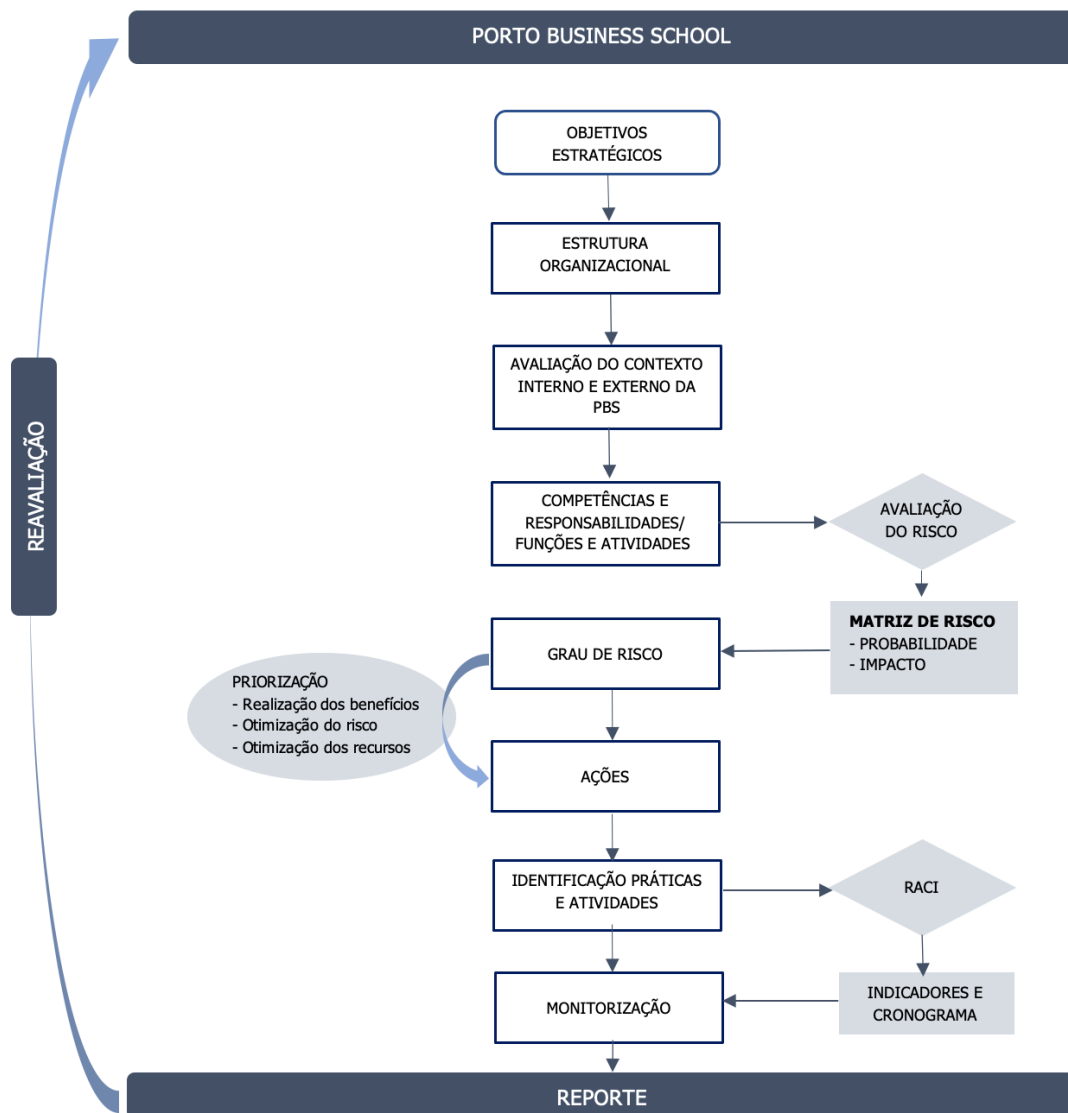 PORTO BUSINESS SCHOOL
OBJETIVOS
ESTRATÉGICOS
ESTRUTURA
ORGANIZACIONAL
AVALIAÇÃO DO CONTEXTO
INTERNO E EXTERNO DA
PBS
REAVALIAÇÃO
COMPETÊNCIAS E
RESPONSABILIDADES/
FUNÇÕES E ATIVIDADES
AVALIAÇÃO
DO RISCO
MATRIZ DE RISCO
- PROBABILIDADE
- IMPACTO
GRAU DE RISCO
PRIORIZAÇÃO
- Realização dos benefícios
- Otimização do risco
- Otimização dos recursos
AÇÕES
IDENTIFICAÇÃO PRÁTICAS
E ATIVIDADES
RACI
INDICADORES E
CRONOGRAMA
MONITORIZAÇÃO
REPORTE